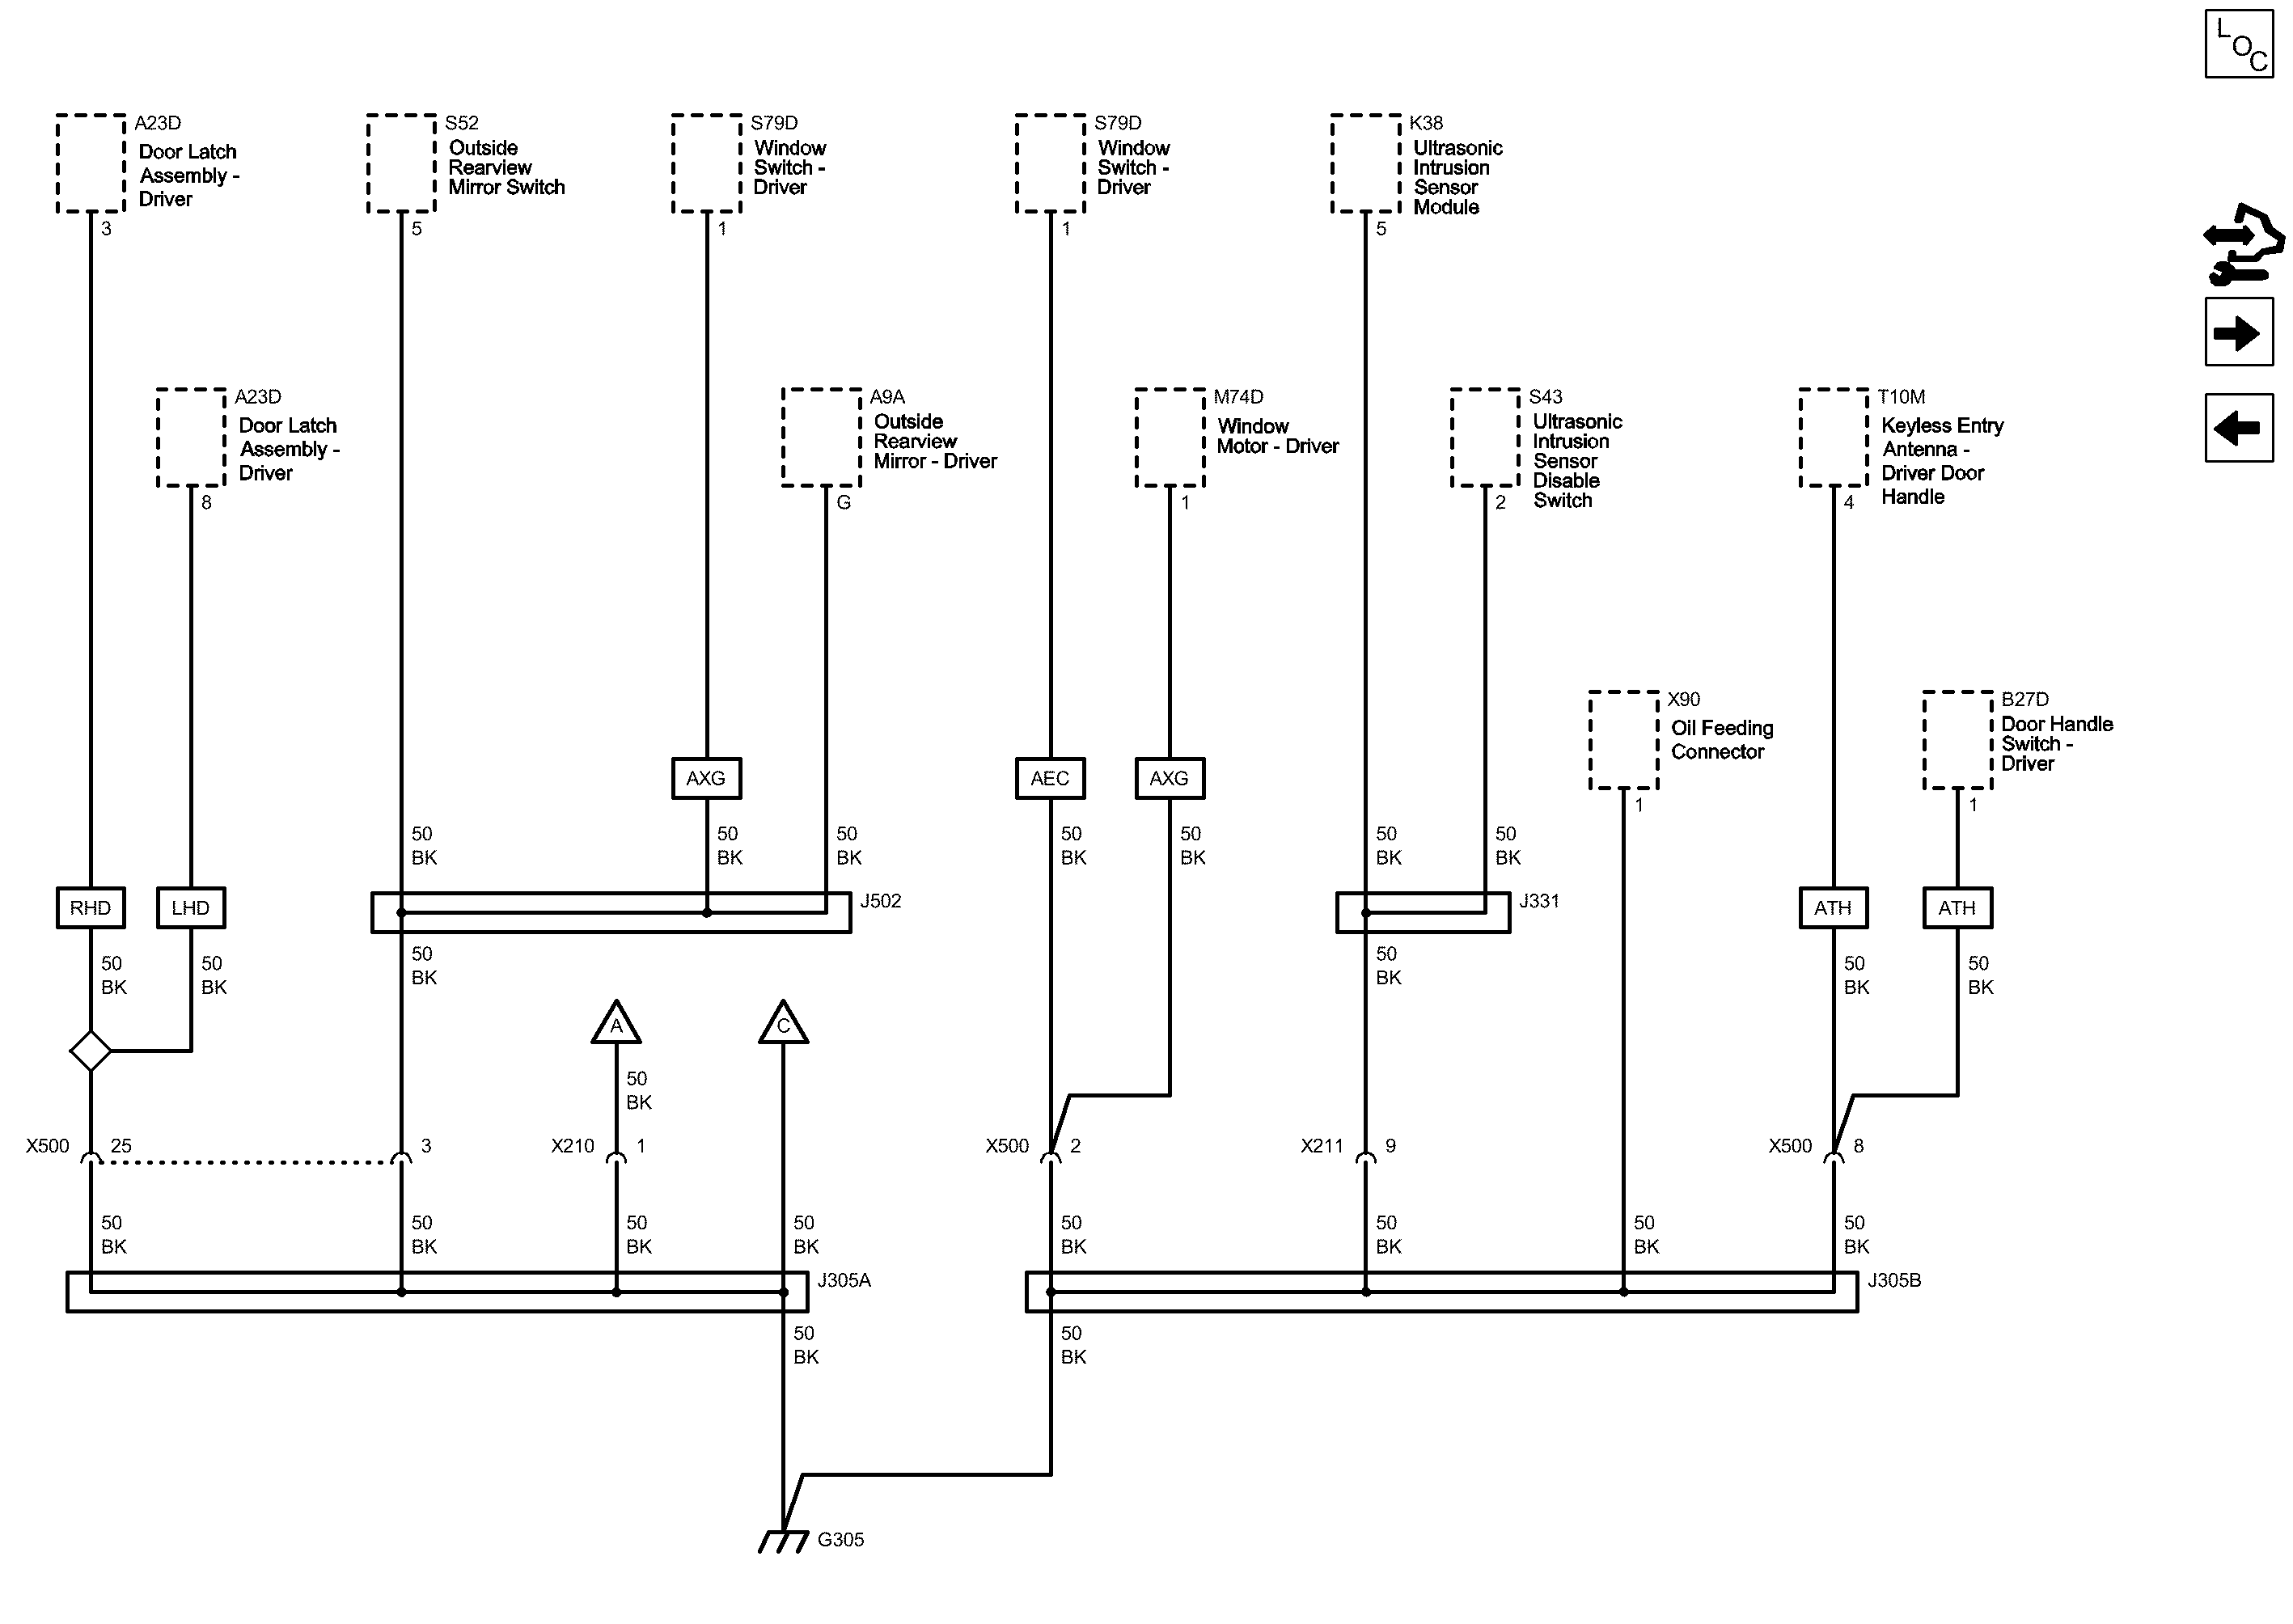 LOC
A23D
Door Latch
Assembly -
Driver
3
S52
Outside
Rearview
Mirror Switch
5
S79D
Window
Switch -
Driver
1
S79D
Window
Switch -
Driver
1
K38
Ultrasonic
Intrusion
Sensor
Module
5
A23D
Door Latch
Assembly -
Driver
8
A9A
Outside
Rearview
Mirror - Driver
G
M74D
Window
Motor - Driver
1
S43
Ultrasonic
Intrusion
Sensor
Disable
Switch
2
T10M
Keyless Entry
Antenna -
Driver Door
Handle
4
X90
Oil Feeding
Connector
1
B27D
Door Handle
Switch -
Driver
1
AXG
AEC
AXG
50
BK
50
BK
50
BK
50
BK
50
BK
50
BK
50
BK
RHD
LHD
J502
J331
ATH
ATH
50
BK
50
BK
50
BK
50
BK
50
BK
50
BK
A
C
50
BK
X500
25
3
X210
1
X500
2
X211
9
X500
8
50
BK
50
BK
50
BK
50
BK
50
BK
50
BK
50
BK
50
BK
J305A
J305B
50
BK
50
BK
G305